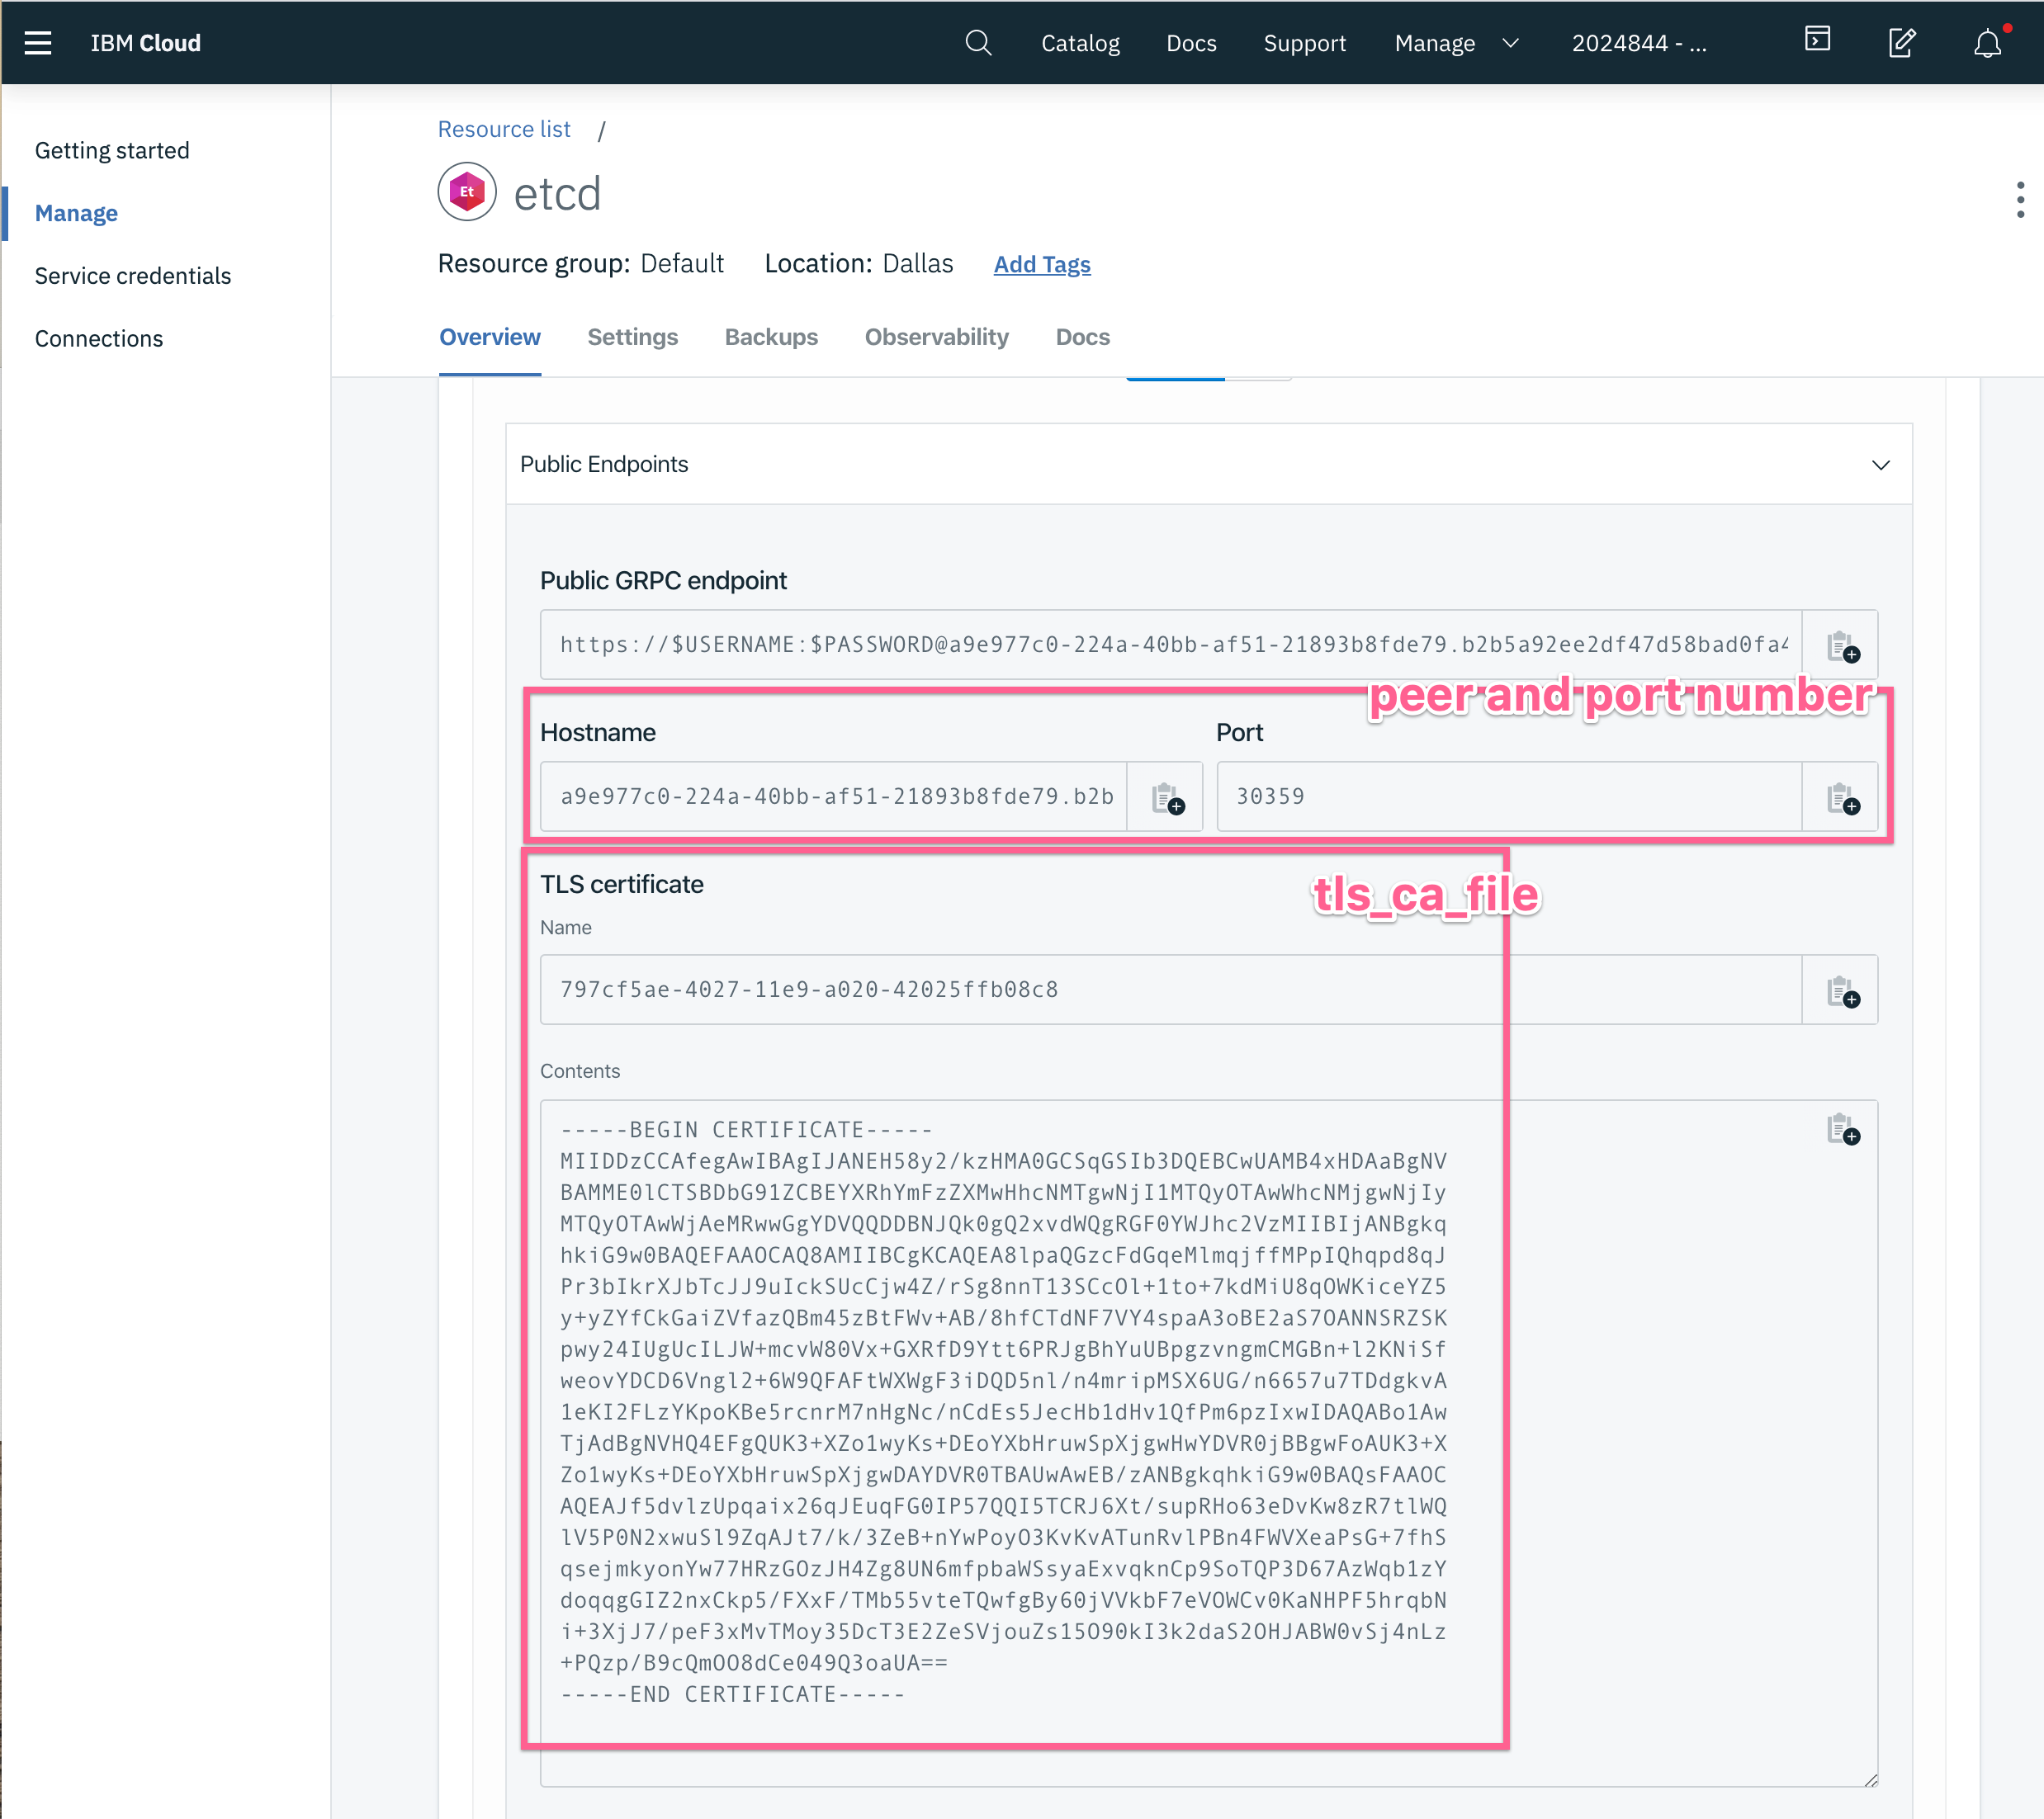 IBM Cloud
Catalog
Docs
Support
Manage
2024844 - ...
Getting started
Manage
Service credentials
Connections
Resource list /
Et
etcd
Resource group: Default
Location: Dallas
Add Tags
Overview
Settings
Backups
Observability
Docs
Public Endpoints
Public GRPC endpoint
https://$USERNAME:$PASSWORD@a9e977c0-224a-40bb-af51-21893b8fde79.b2b5a92ee2df47d58bad0fa4
peer and port number
Hostname
Port
a9e977c0-224a-40bb-af51-21893b8fde79.b2b
30359
TLS certificate
tls_ca_file
Name
797cf5ae-4027-11e9-a020-42025ffb08c8
Contents
-----BEGIN CERTIFICATE-----
MIIDDzCCAfegAwIBAgIJANEH58y2/kzHMA0GCSqGSIb3DQEBCwUAMB4xHDAaBgNV
BAMME0lCTSBDbG91ZCBEYXRhYmFzZXMwHhcNMTgwNjI1MTQyOTAwWhcNMjgwNjIy
MTQyOTAwWjAeMRwwGgYDVQQDDBNJQk0gQ2xvdWQgRGF0YWJhc2VzMIIBIjANBgkq
hkiG9w0BAQEFAAOCAQ8AMIIBCgKCAQEA8lpaQGzcFdGqeMlmqjffMPpIQhqpd8qJ
Pr3bIkrXJbTcJJ9uIckSUcCjw4Z/rSg8nnT13SCcOl+1to+7kdMiU8qOWKiceYZ5
y+yZYfCkGaiZVfazQBm45zBtFWv+AB/8hfCTdNF7VY4spaA3oBE2aS7OANNSRZSK
pwy24IUgUcILJW+mcvW80Vx+GXRfD9Ytt6PRJgBhYuUBpgzvngmCMGBn+l2KNiSf
weovYDCD6Vngl2+6W9QFAFtWXWgF3iDQD5nl/n4mripMSX6UG/n6657u7TDdgkvA
1eKI2FLzYKpoKBe5rcnrM7nHgNc/nCdEs5JecHb1dHv1QfPm6pzIxwIDAQABo1Aw
TjAdBgNVHQ4EFgQUK3+XZo1wyKs+DEoYXbHruwSpXjgwHwYDVR0jBBgwFoAUK3+X
Zo1wyKs+DEoYXbHruwSpXjgwDAYDVR0TBAUwAwEB/zANBgkqhkiG9w0BAQsFAAOC
AQEAJf5dvlzUpqaix26qJEuqFG0IP57QQI5TCRJ6Xt/supRHo63eDvKw8zR7tlWQ
lV5P0N2xwuSl9ZqAJt7/k/3ZeB+nYwPoyO3KvKvATunRvlPBn4FWVXeaPsG+7fhS
qsejmkyonYw77HRzGOzJH4Zg8UN6mfpbaWSsyaExvqknCp9SoTQP3D67AzWqb1zY
doqqgGIZ2nxCkp5/FXxF/TMb55vteTQwfgBy60jVVkbF7eVOWCv0KaNHPF5hrqbN
i+3XjJ7/peF3xMvTMoy35DcT3E2ZeSVjouZs15O90kI3k2daS2OHJABW0vSj4nLz
+PQzp/B9cQmOO8dCe049Q3oaUA==
-----END CERTIFICATE-----